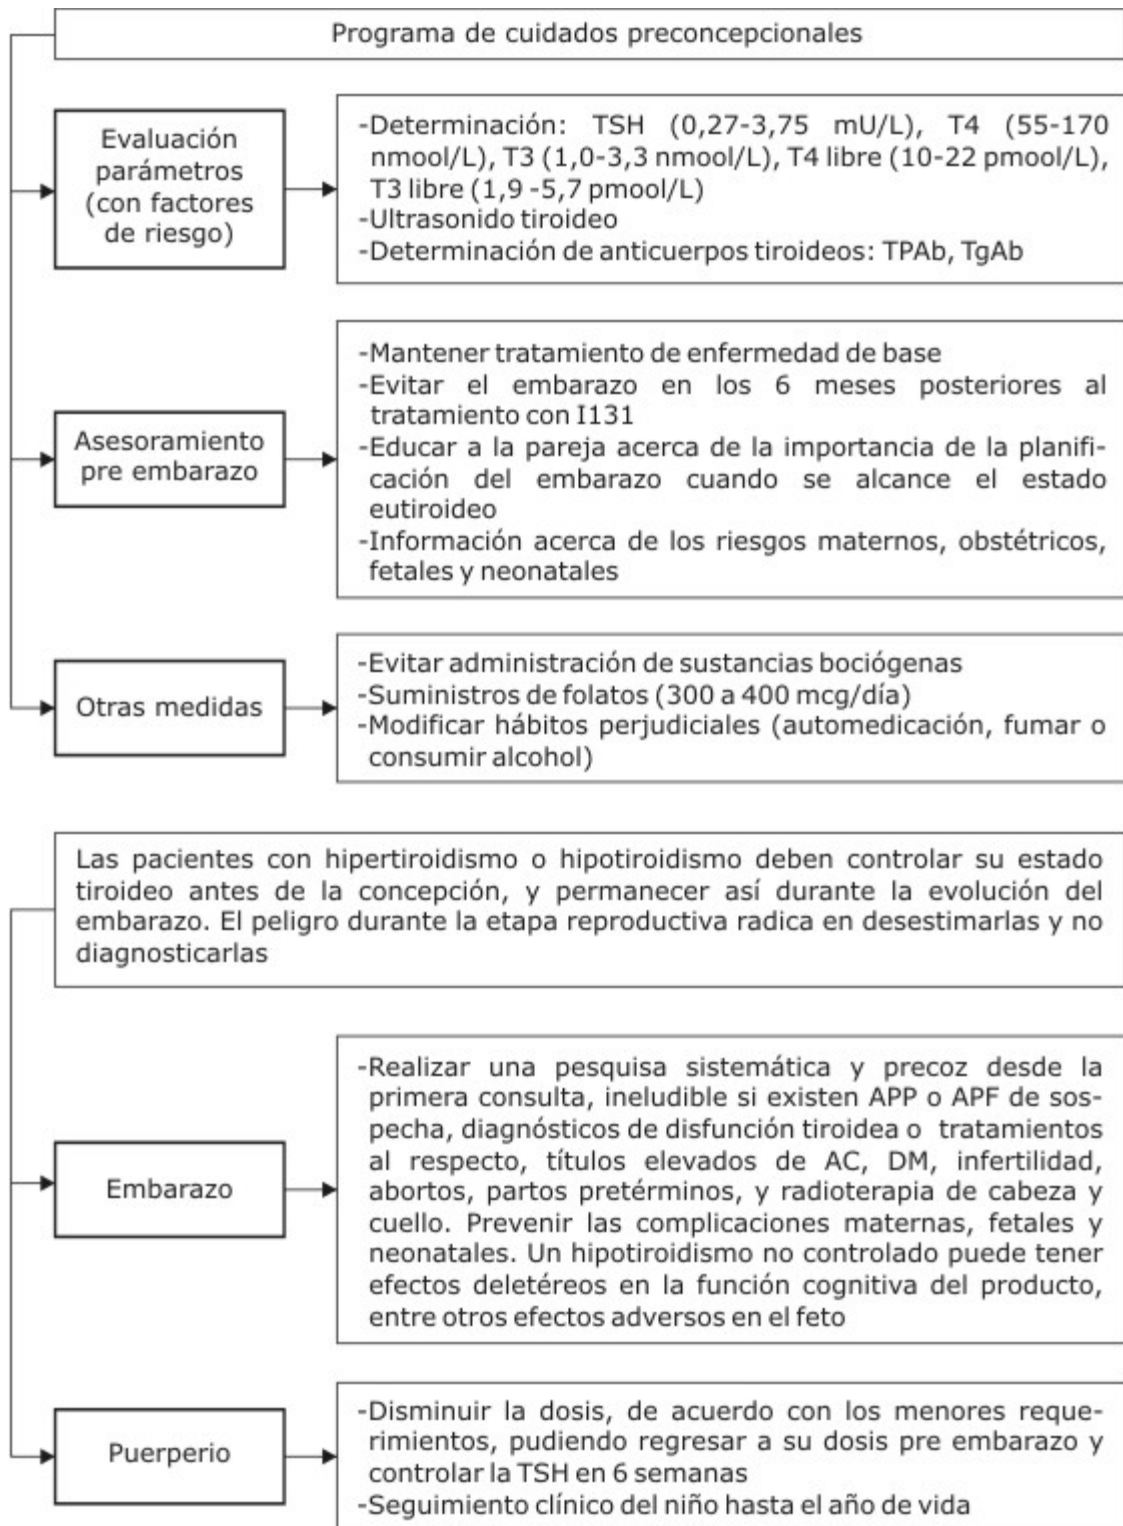 Programa de cuidados preconcepcionales
Evaluación
parámetros
(con factores
de riesgo)
-Determinación: TSH (0,27-3,75 mU/L), T4 (55-170
nmool/L), T3 (1,0-3,3 nmool/L), T4 libre (10-22 pmool/L),
T3 libre (1,9 -5,7 pmool/L)
-Ultrasonido tiroideo
-Determinación de anticuerpos tiroideos: TPAb, TgAb
Asesoramiento
pre embarazo
-Mantener tratamiento de enfermedad de base
-Evitar el embarazo en los 6 meses posteriores al
tratamiento con I131
-Educar a la pareja acerca de la importancia de la planifi-
cación del embarazo cuando se alcance el estado
eutiroideo
-Información acerca de los riesgos maternos, obstétricos,
fetales y neonatales
Otras medidas
-Evitar administración de sustancias bociógenas
-Suministros de folatos (300 a 400 mcg/día)
-Modificar hábitos perjudiciales (automedicación, fumar o
consumir alcohol)
Las pacientes con hipertiroidismo o hipotiroidismo deben controlar su estado
tiroideo antes de la concepción, y permanecer así durante la evolución del
embarazo. El peligro durante la etapa reproductiva radica en desestimarlas y no
diagnosticarlas
Embarazo
-Realizar una pesquisa sistemática y precoz desde la
primera consulta, ineludible si existen APP o APF de sos-
pecha, diagnósticos de disfunción tiroidea o tratamientos
al respecto, títulos elevados de AC, DM, infertilidad,
abortos, partos pretérminos, y radioterapia de cabeza y
cuello. Prevenir las complicaciones maternas, fetales y
neonatales. Un hipotiroidismo no controlado puede tener
efectos deletéreos en la función cognitiva del producto,
entre otros efectos adversos en el feto
Puerperio
-Disminuir la dosis, de acuerdo con los menores reque-
rimientos, pudiendo regresar a su dosis pre embarazo y
controlar la TSH en 6 semanas
-Seguimiento clínico del niño hasta el año de vida